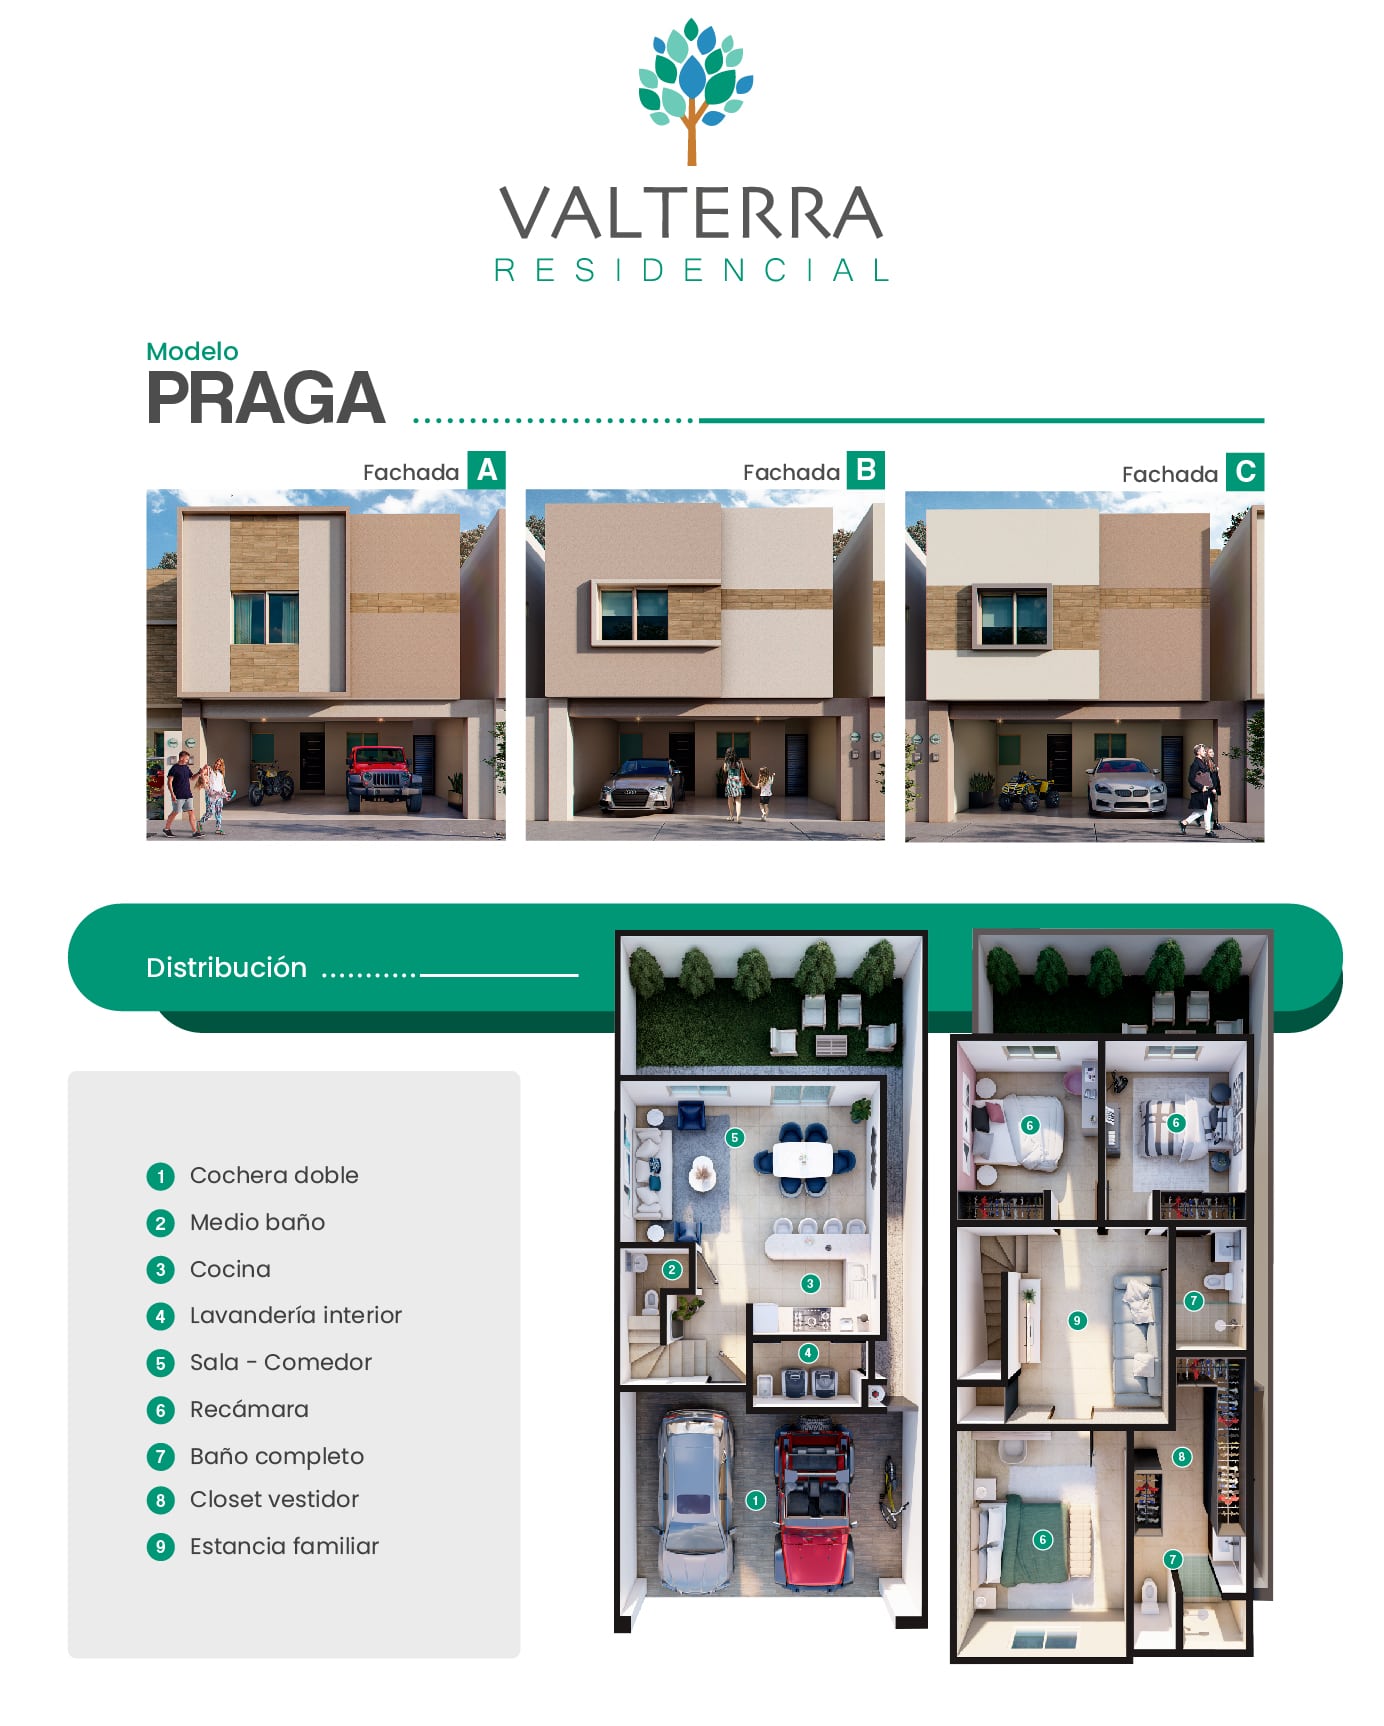 VALTERRA
RESIDENCIAL
Modelo
PRAGA
Fachada A
Fachada B
Fachada C
Distribución
1 Cochera doble
2 Medio baño
3 Cocina
4 Lavandería interior
5 Sala - Comedor
6 Recámara
7 Baño completo
8 Closet vestidor
9 Estancia familiar
5
2
3
4
1
6
6
7
9
8
6
7